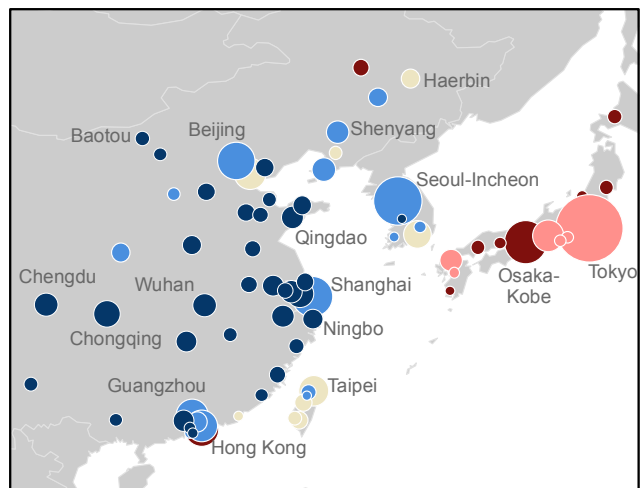 Haerbin
Baotou
Beijing
Shenyang
Seoul-Incheon
Qingdao
Osaka-
Kobe
Tokyo
Chengdu
Wuhan
Shanghai
Chongqing
Ningbo
Guangzhou
Taipei
Hong Kong